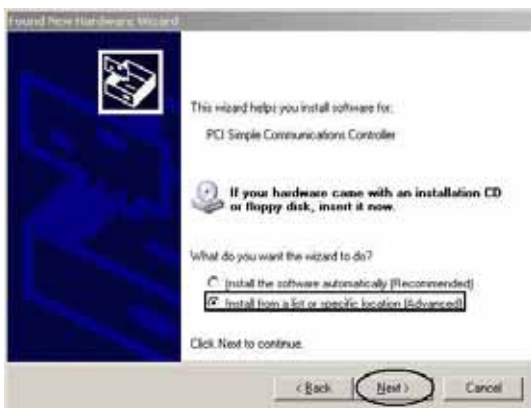 Found New Hardware Wizard
This wizard helps you install software for:
PCI Simple Communications Controller
If your hardware came with an installation CD
or floppy disk, insert it now.
What do you want the wizard to do?
Install the software automatically (Recommended)
Install from a list or specific location (Advanced)
Click Next to continue.
< Back
Next >
Cancel